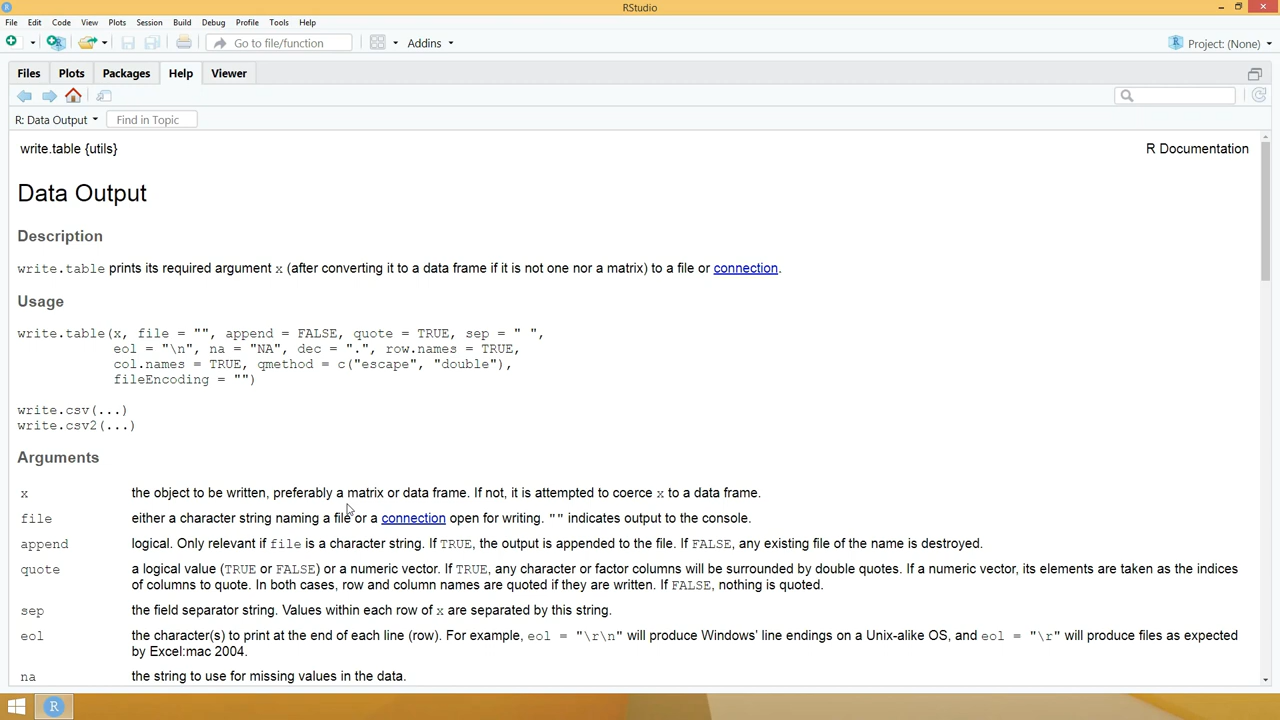 RStudio
File Edit Code View Plots Session Build Debug Profile Tools Help
Go to file/function Addins Project: (None)
Files Plots Packages Help Viewer
R: Data Output Find in Topic
write.table {utils} R Documentation
Data Output
Description
write.table prints its required argument x (after converting it to a data frame if it is not one nor a matrix) to a file or connection.
Usage
write.table(x, file = "", append = FALSE, quote = TRUE, sep = " ",
eol = "\n", na = "NA", dec = ".", row.names = TRUE,
col.names = TRUE, qmethod = c("escape", "double"),
fileEncoding = "")
write.csv(...)
write.csv2(...)
Arguments
x the object to be written, preferably a matrix or data frame. If not, it is attempted to coerce x to a data frame.
file either a character string naming a file or a connection open for writing. "" indicates output to the console.
append logical. Only relevant if file is a character string. If TRUE, the output is appended to the file. If FALSE, any existing file of the name is destroyed.
quote a logical value (TRUE or FALSE) or a numeric vector. If TRUE, any character or factor columns will be surrounded by double quotes. If a numeric vector, its elements are taken as the indices
of columns to quote. In both cases, row and column names are quoted if they are written. If FALSE, nothing is quoted.
sep the field separator string. Values within each row of x are separated by this string.
eol the character(s) to print at the end of each line (row). For example, eol = "\r\n" will produce Windows' line endings on a Unix-alike OS, and eol = "\r" will produce files as expected
by Excel:mac 2004.
na the string to use for missing values in the data.